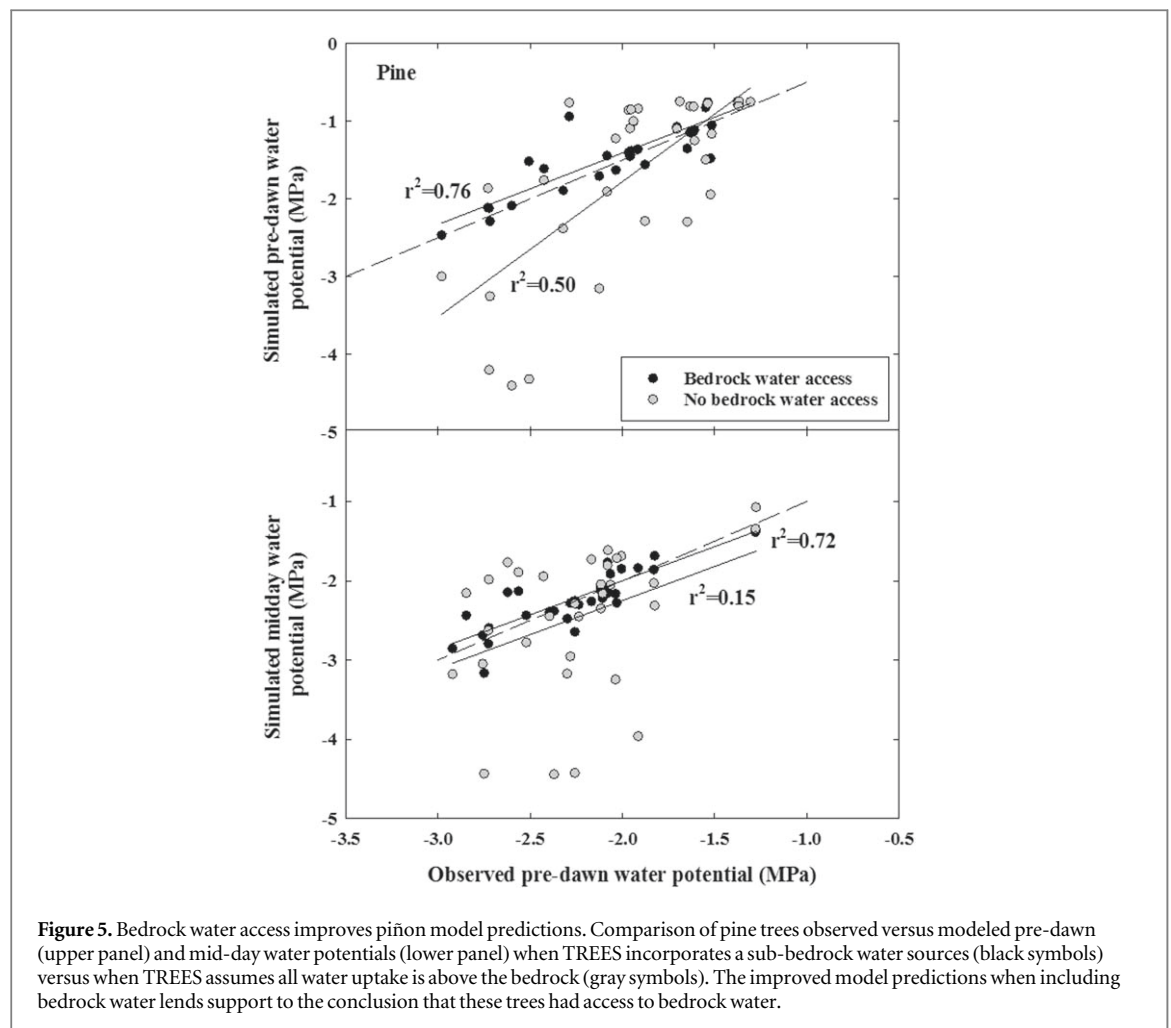 0
Pine
-1
r²=0.76
-2
Simulated pre-dawn water
potential (MPa)
-3
r²=0.50
-4
Bedrock water access
No bedrock water access
-5
-1
r²=0.72
-2
r²=0.15
Simulated midday water
potential (MPa)
-3
-4
-5
-3.5 -3.0 -2.5 -2.0 -1.5 -1.0 -0.5
Observed pre-dawn water potential (MPa)
Figure 5. Bedrock water access improves piñon model predictions. Comparison of pine trees observed versus modeled pre-dawn
(upper panel) and mid-day water potentials (lower panel) when TREES incorporates a sub-bedrock water sources (black symbols)
versus when TREES assumes all water uptake is above the bedrock (gray symbols). The improved model predictions when including
bedrock water lends support to the conclusion that these trees had access to bedrock water.